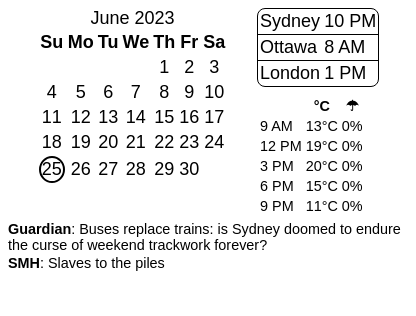 June 2023
Su Mo Tu We Th Fr Sa
1 2 3
4 5 6 7 8 9 10
11 12 13 14 15 16 17
18 19 20 21 22 23 24
25 26 27 28 29 30
Sydney 10 PM
Ottawa 8 AM
London 1 PM
°C ☂
9 AM 13°C 0%
12 PM 19°C 0%
3 PM 20°C 0%
6 PM 15°C 0%
9 PM 11°C 0%
Guardian: Buses replace trains: is Sydney doomed to endure
the curse of weekend trackwork forever?
SMH: Slaves to the piles